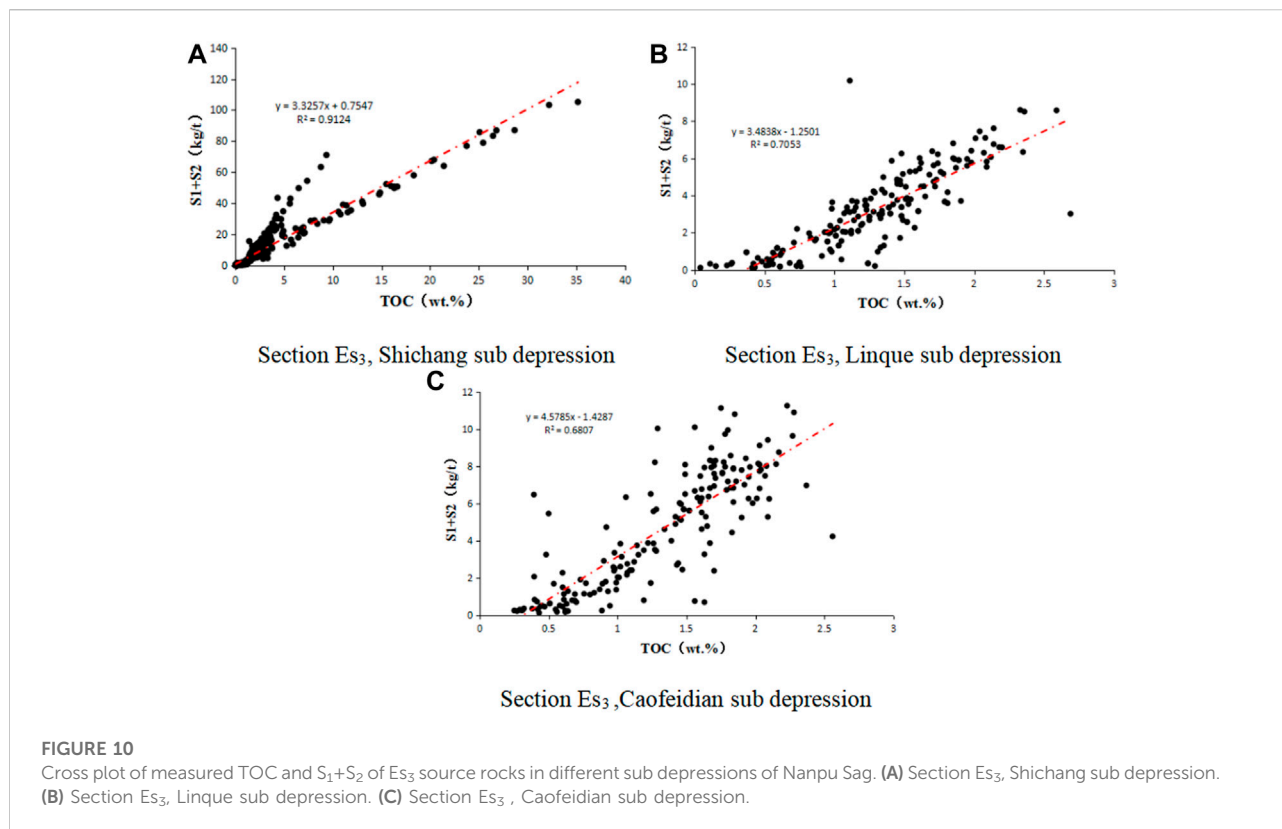 A
140
120
100
80
60
40
20
0
S1+S2 (kg/t)
y = 3.3257x + 0.7547
R² = 0.9124
0 5 10 15 20 25 30 35 40
TOC (wt.%)
Section Es₃, Shichang sub depression
B
12
10
8
6
4
2
0
S1+S2 (kg/t)
y = 3.4838x - 1.2501
R² = 0.7053
0 0.5 1 1.5 2 2.5 3
TOC (wt.%)
Section Es₃, Linque sub depression
C
12
10
8
6
4
2
0
S1+S2 (kg/t)
y = 4.5785x - 1.4287
R² = 0.6807
0 0.5 1 1.5 2 2.5 3
TOC (wt.%)
Section Es₃ ,Caofeidian sub depression
FIGURE 10
Cross plot of measured TOC and S₁+S₂ of Es₃ source rocks in different sub depressions of Nanpu Sag. (A) Section Es₃, Shichang sub depression.
(B) Section Es₃, Linque sub depression. (C) Section Es₃ , Caofeidian sub depression.